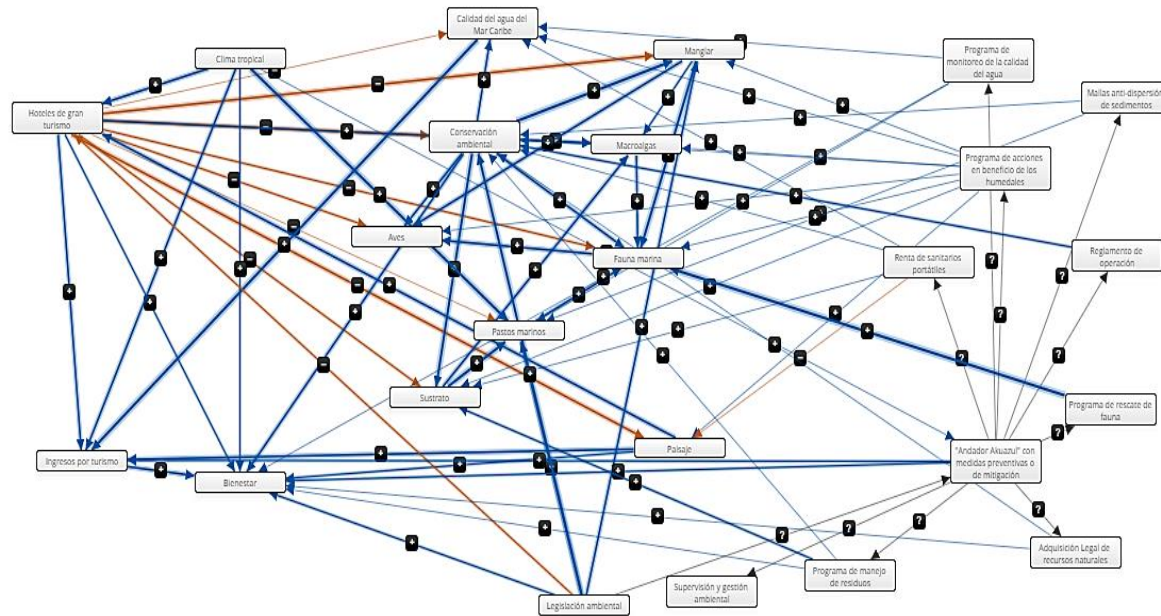 Calidad del agua del
Mar Caribe
Clima tropical
Manglar
Programa de
monitoreo de la calidad
del agua
Mallas anti-dispersión
de sedimentos
Hoteles de gran
turismo
Conservación
ambiental
Macroalgas
Programa de acciones
en beneficio de los
humedales
Aves
Fauna marina
Renta de sanitarios
portátiles
Reglamento de
operación
Pastos marinos
Sustrato
Programa de rescate de
fauna
Ingresos por turismo
Bienestar
Paisaje
"Andador Akuazul" con
medidas preventivas o
de mitigación
Adquisición Legal de
recursos naturales
Programa de manejo
de residuos
Supervisión y gestión
ambiental
Legislación ambiental